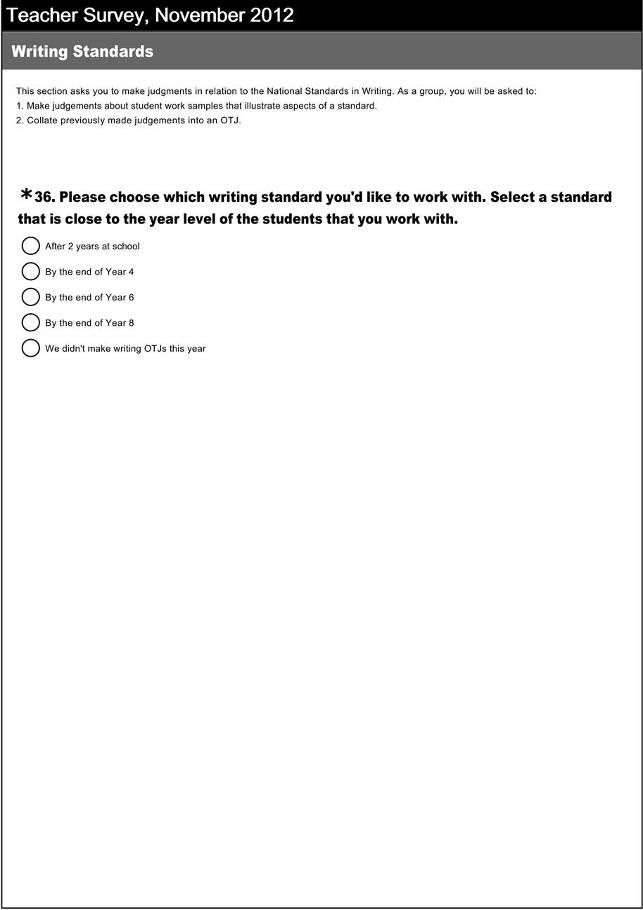 Teacher Survey, November 2012
Writing Standards
This section asks you to make judgments in relation to the National Standards in Writing. As a group, you will be asked to:
1. Make judgements about student work samples that illustrate aspects of a standard.
2. Collate previously made judgements into an OTJ.
*36. Please choose which writing standard you'd like to work with. Select a standard
that is close to the year level of the students that you work with.
After 2 years at school
By the end of Year 4
By the end of Year 6
By the end of Year 8
We didn't make writing OTJs this year